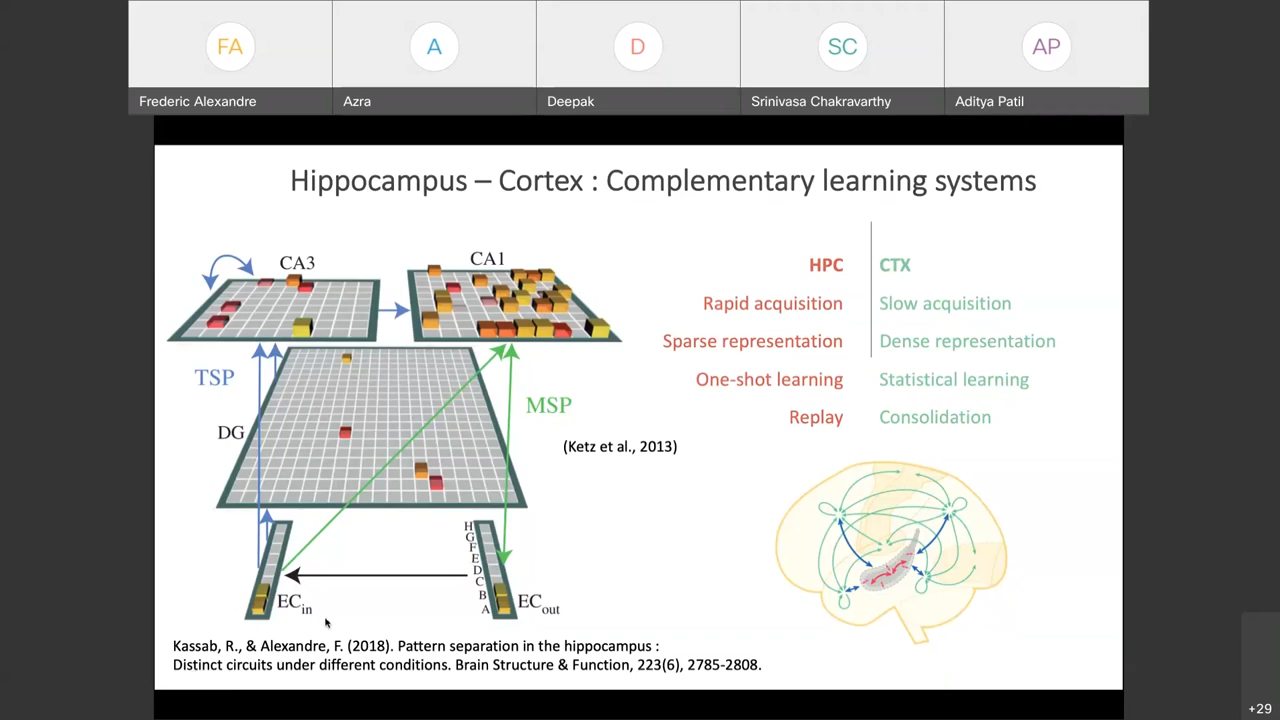 FA
A
D
SC
AP
Frederic Alexandre
Azra
Deepak
Srinivasa Chakravarthy
Aditya Patil
Hippocampus – Cortex : Complementary learning systems
CA3
CA1
TSP
MSP
DG
(Ketz et al., 2013)
H
G
F
E
D
C
B
A
ECin
ECout
HPC
CTX
Rapid acquisition
Slow acquisition
Sparse representation
Dense representation
One-shot learning
Statistical learning
Replay
Consolidation
Kassab, R., & Alexandre, F. (2018). Pattern separation in the hippocampus :
Distinct circuits under different conditions. Brain Structure & Function, 223(6), 2785-2808.
+29